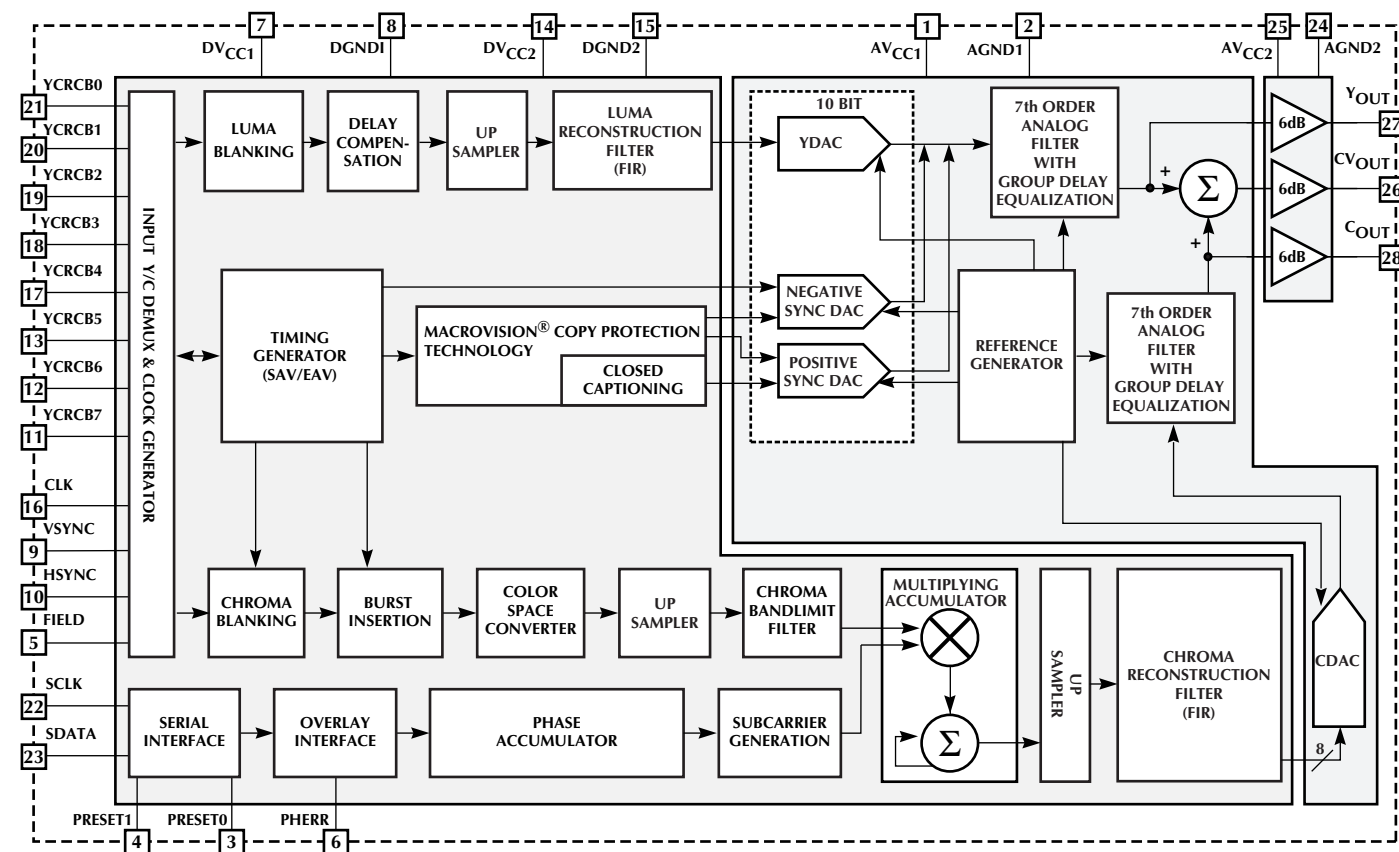 7
8
14
15
1
2
25
24
DVCC1
DGNDI
DVCC2
DGND2
AVCC1
AGND1
AVCC2
AGND2
YCRCB0
21
YCRCB1
20
YCRCB2
19
YCRCB3
18
YCRCB4
17
YCRCB5
13
YCRCB6
12
YCRCB7
11
CLK
16
VSYNC
9
HSYNC
10
FIELD
5
SCLK
22
SDATA
23
INPUT Y/C DEMUX & CLOCK GENERATOR
LUMA
BLANKING
DELAY
COMPEN-
SATION
UP
SAMPLER
LUMA
RECONSTRUCTION
FILTER
(FIR)
10 BIT
YDAC
7th ORDER
ANALOG
FILTER
WITH
GROUP DELAY
EQUALIZATION
+
Σ
+
6dB
6dB
6dB
YOUT
27
CVOUT
26
COUT
28
TIMING
GENERATOR
(SAV/EAV)
MACROVISION® COPY PROTECTION
TECHNOLOGY
CLOSED
CAPTIONING
NEGATIVE
SYNC DAC
POSITIVE
SYNC DAC
REFERENCE
GENERATOR
7th ORDER
ANALOG
FILTER
WITH
GROUP DELAY
EQUALIZATION
CHROMA
BLANKING
BURST
INSERTION
COLOR
SPACE
CONVERTER
UP
SAMPLER
CHROMA
BANDLIMIT
FILTER
MULTIPLYING
ACCUMULATOR
Σ
UP
SAMPLER
CHROMA
RECONSTRUCTION
FILTER
(FIR)
CDAC
8
SERIAL
INTERFACE
OVERLAY
INTERFACE
PHASE
ACCUMULATOR
SUBCARRIER
GENERATION
PRESET1
4
PRESET0
3
PHERR
6